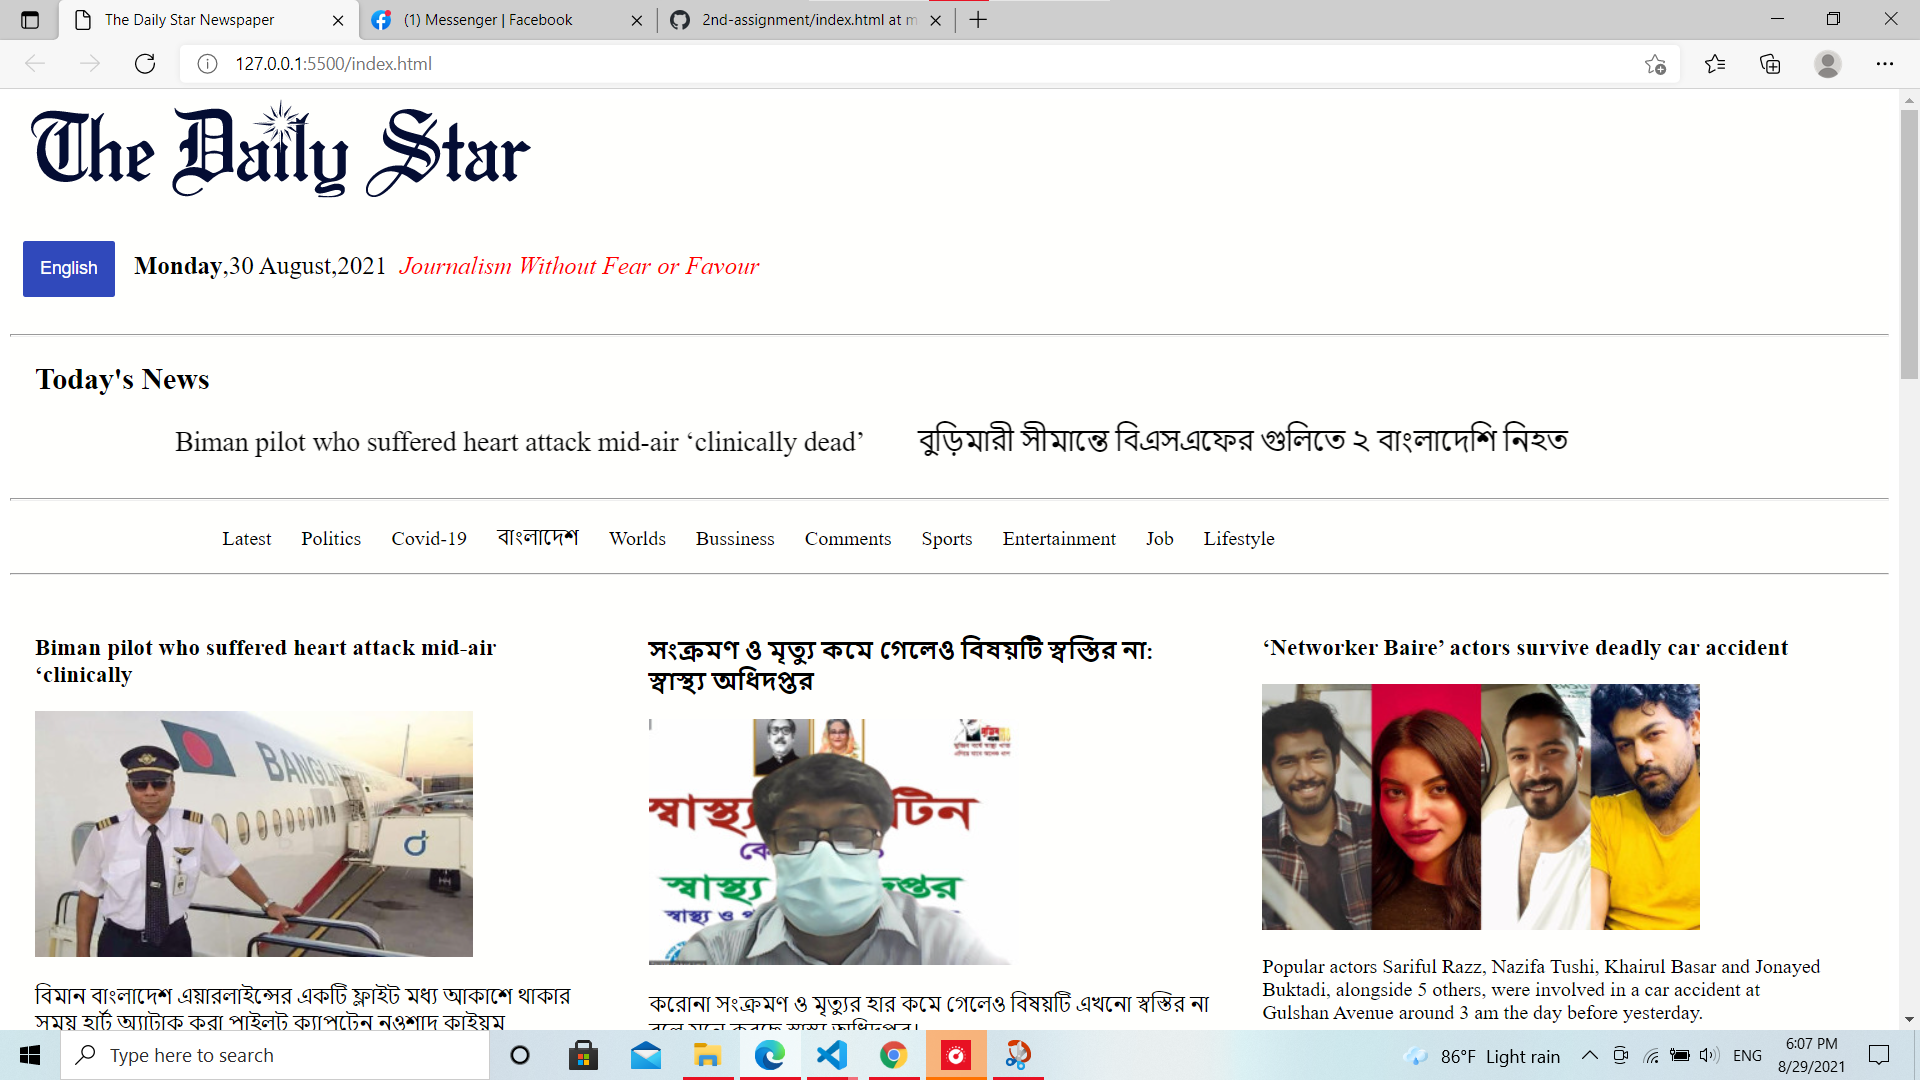 The Daily Star Newspaper
(1) Messenger | Facebook
2nd-assignment/index.html at m
127.0.0.1:5500/index.html
The Daily Star
English
Monday,30 August,2021 Journalism Without Fear or Favour
Today's News
Biman pilot who suffered heart attack mid-air ‘clinically dead’ বুড়িমারী সীমান্তে বিএসএফের গুলিতে ২ বাংলাদেশি নিহত
Latest Politics Covid-19 বাংলাদেশ Worlds Bussiness Comments Sports Entertainment Job Lifestyle
Biman pilot who suffered heart attack mid-air
‘clinically
BANGLA
বিমান বাংলাদেশ এয়ারলাইন্সের একটি ফ্লাইট মধ্য আকাশে থাকার
সময় হার্ট অ্যাটাক করা পাইলট ক্যাপটেন নওশাদ কাইয়ুম
সংক্রমণ ও মৃত্যু কমে গেলেও বিষয়টি স্বস্তির না:
স্বাস্থ্য অধিদপ্তর
করোনা সংক্রমণ ও মৃত্যুর হার কমে গেলেও বিষয়টি এখনো স্বস্তির না
বলে মনে করছে স্বাস্থ্য অধিদপ্তর।
‘Networker Baire’ actors survive deadly car accident
Popular actors Sariful Razz, Nazifa Tushi, Khairul Basar and Jonayed
Buktadi, alongside 5 others, were involved in a car accident at
Gulshan Avenue around 3 am the day before yesterday.
Type here to search
86°F Light rain
ENG
6:07 PM
8/29/2021